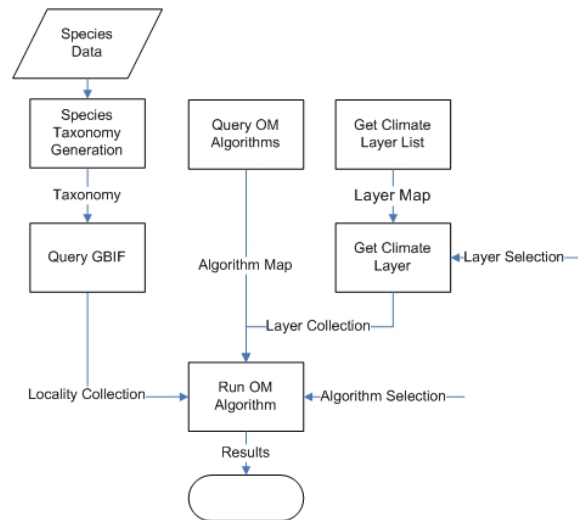 Species
Data
Species
Taxonomy
Generation
Query OM
Algorithms
Get Climate
Layer List
Taxonomy
Layer Map
Query GBIF
Get Climate
Layer
Layer Selection
Algorithm Map
Layer Collection
Run OM
Algorithm
Locality Collection
Algorithm Selection
Results